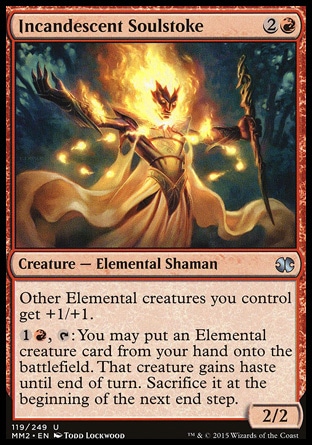 Incandescent Soulstoke 2
Creature — Elemental Shaman
Other Elemental creatures you control
get +1/+1.
1 , : You may put an Elemental
creature card from your hand onto the
battlefield. That creature gains haste
until end of turn. Sacrifice it at the
beginning of the next end step.
2/2
119/249 U
MM2 • EN Todd Lockwood
™ & © 2015 Wizards of the Coast